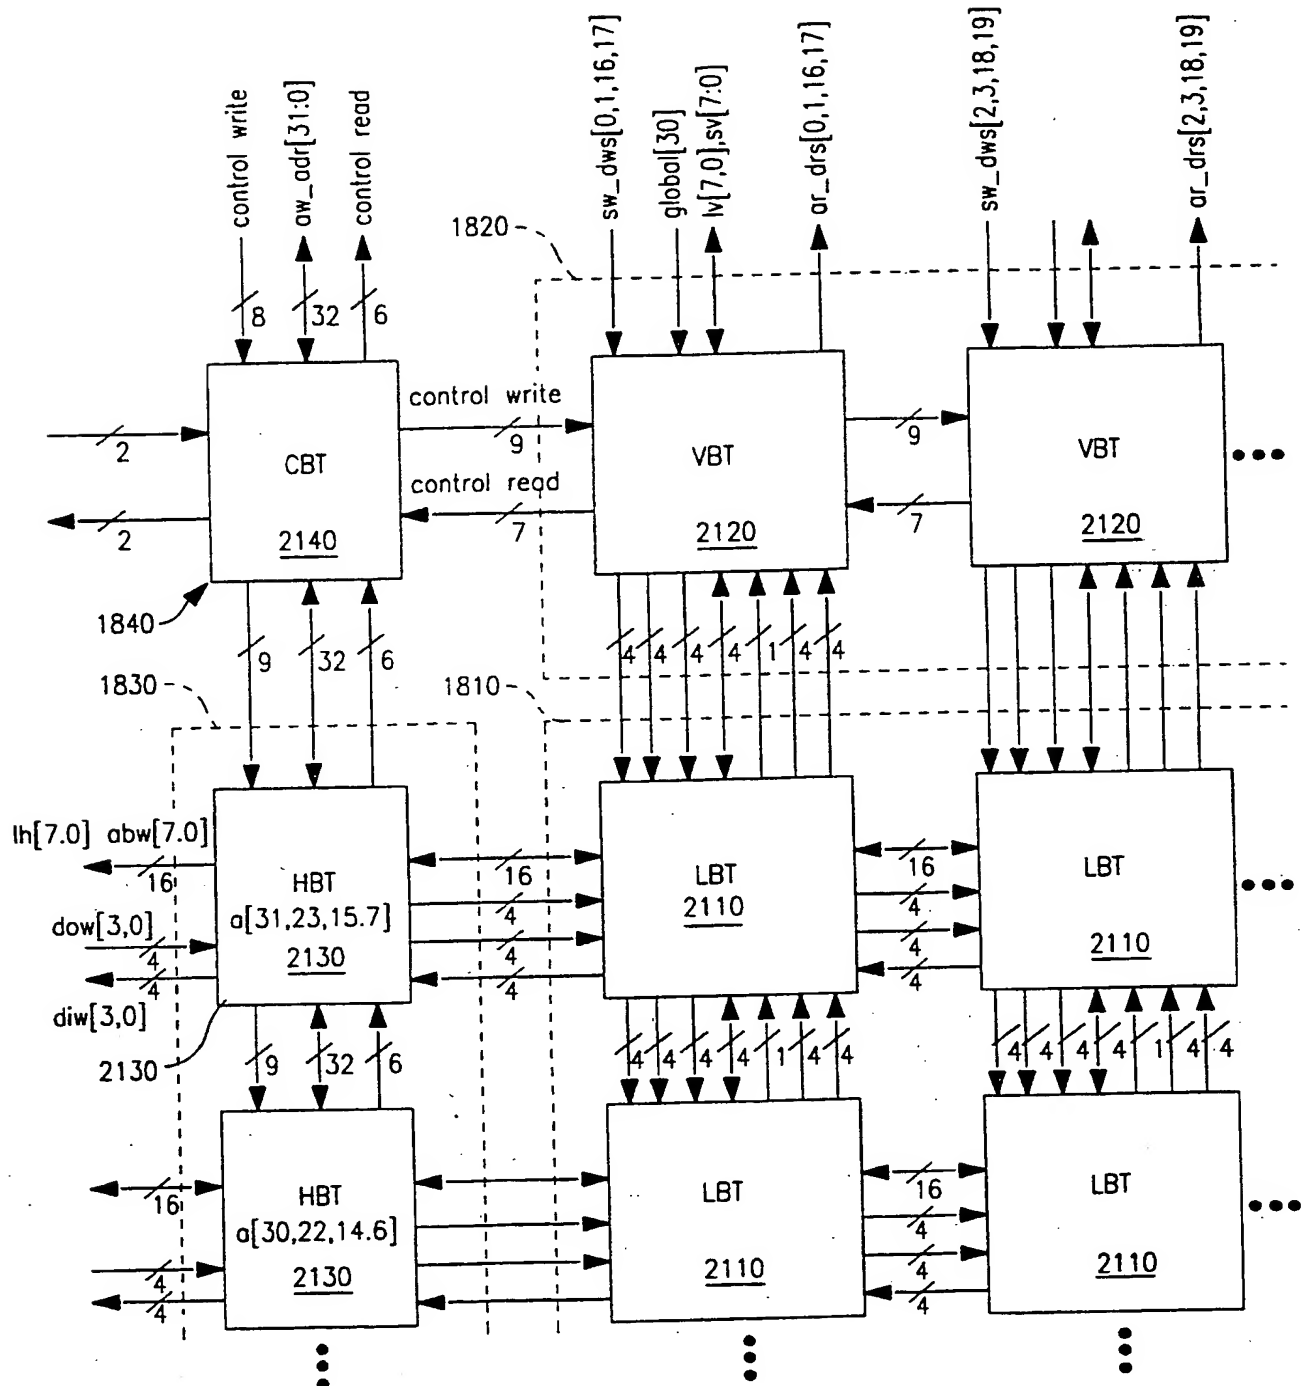 control write
aw_adr[31:0]
control read
sw_dws[0,1,16,17]
global[30]
lv[7,0],sv[7:0]
ar_drs[0,1,16,17]
sw_dws[2,3,18,19]
ar_drs[2,3,18,19]
1820
8
32
6
control write
9
9
2
CBT
VBT
VBT
control read
7
7
2
2140
2120
2120
1840
9
32
6
4
4
4
4
1
4
4
1830
1810
lh[7.0] abw[7.0]
16
HBT
16
LBT
16
LBT
dow[3,0]
a[31,23,15.7]
4
2110
4
4
2130
4
4
2110
4
4
4
diw[3,0]
2130
9
32
6
4
4
4
4
1
4
4
4
4
4
4
1
4
4
16
HBT
LBT
16
LBT
a[30,22,14.6]
4
4
2130
2110
4
2110
4
4